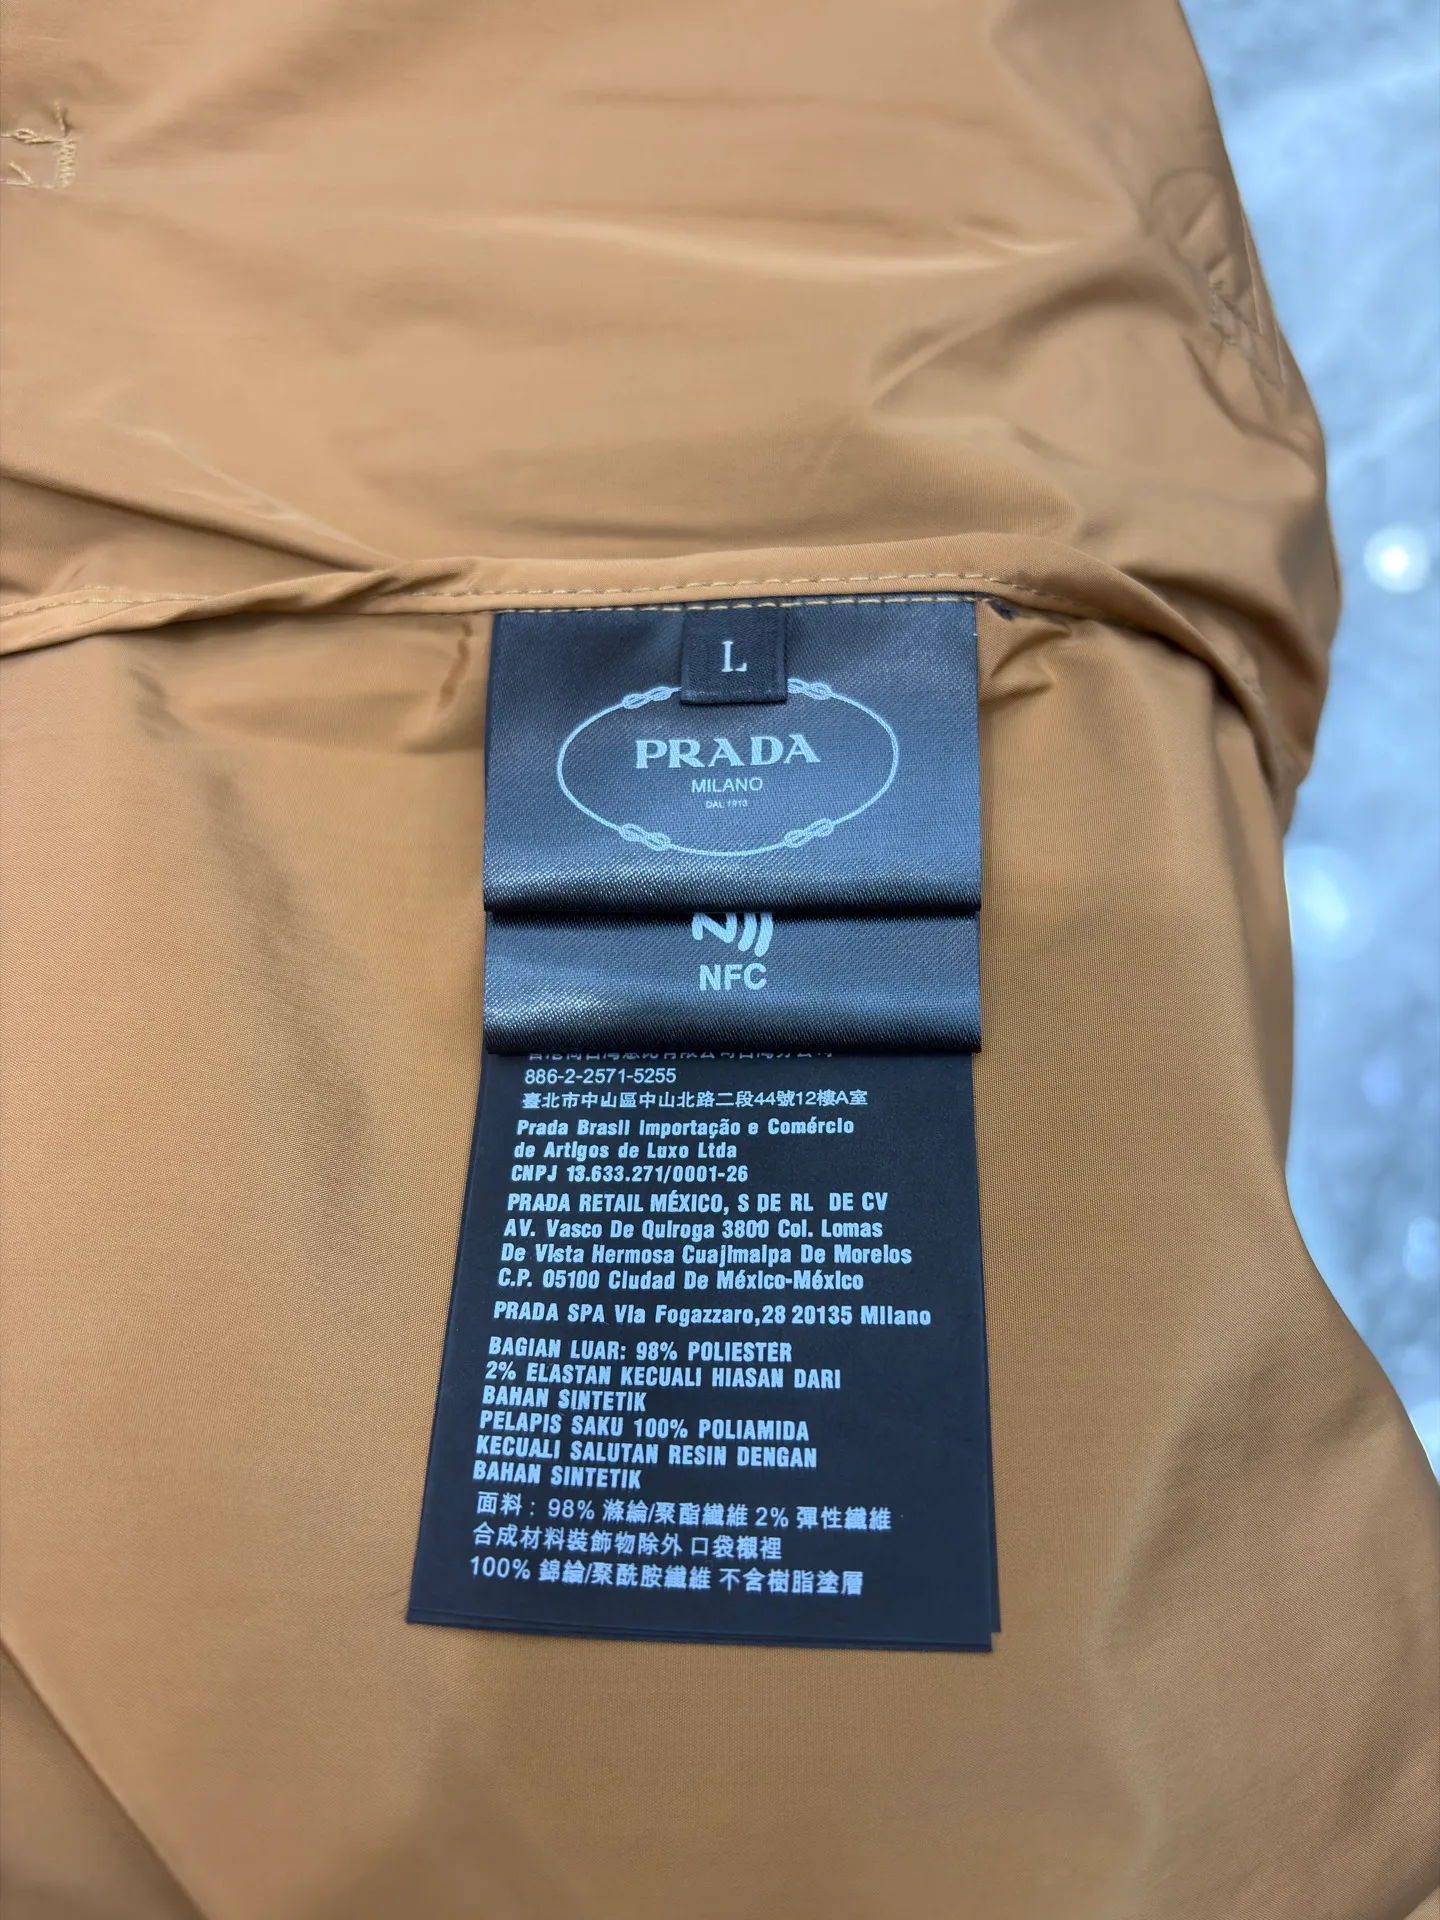 L
PRADA
MILANO
DAL 1913
NFC
886-2-2571-5255
臺北市中山區中山北路二段44號12樓A室
Prada Brasil Importação e Comércio
de Artigos de Luxo Ltda
CNPJ 13.633.271/0001-26
PRADA RETAIL MÉXICO, S DE RL DE CV
AV. Vasco De Quiroga 3800 Col. Lomas
De Vista Hermosa Cuajimalpa De Morelos
C.P. 05100 Ciudad De México-México
PRADA SPA Via Fogazzaro,28 20135 Milano
BAGIAN LUAR: 98% POLIESTER
2% ELASTAN KECUALI HIASAN DARI
BAHAN SINTETIK
PELAPIS SAKU 100% POLIAMIDA
KECUALI SALUTAN RESIN DENGAN
BAHAN SINTETIK
面料：98% 滌綸/聚酯纖維 2% 彈性纖維
合成材料裝飾物除外 口袋襯裡
100% 錦綸/聚酰胺纖維 不含樹脂塗層